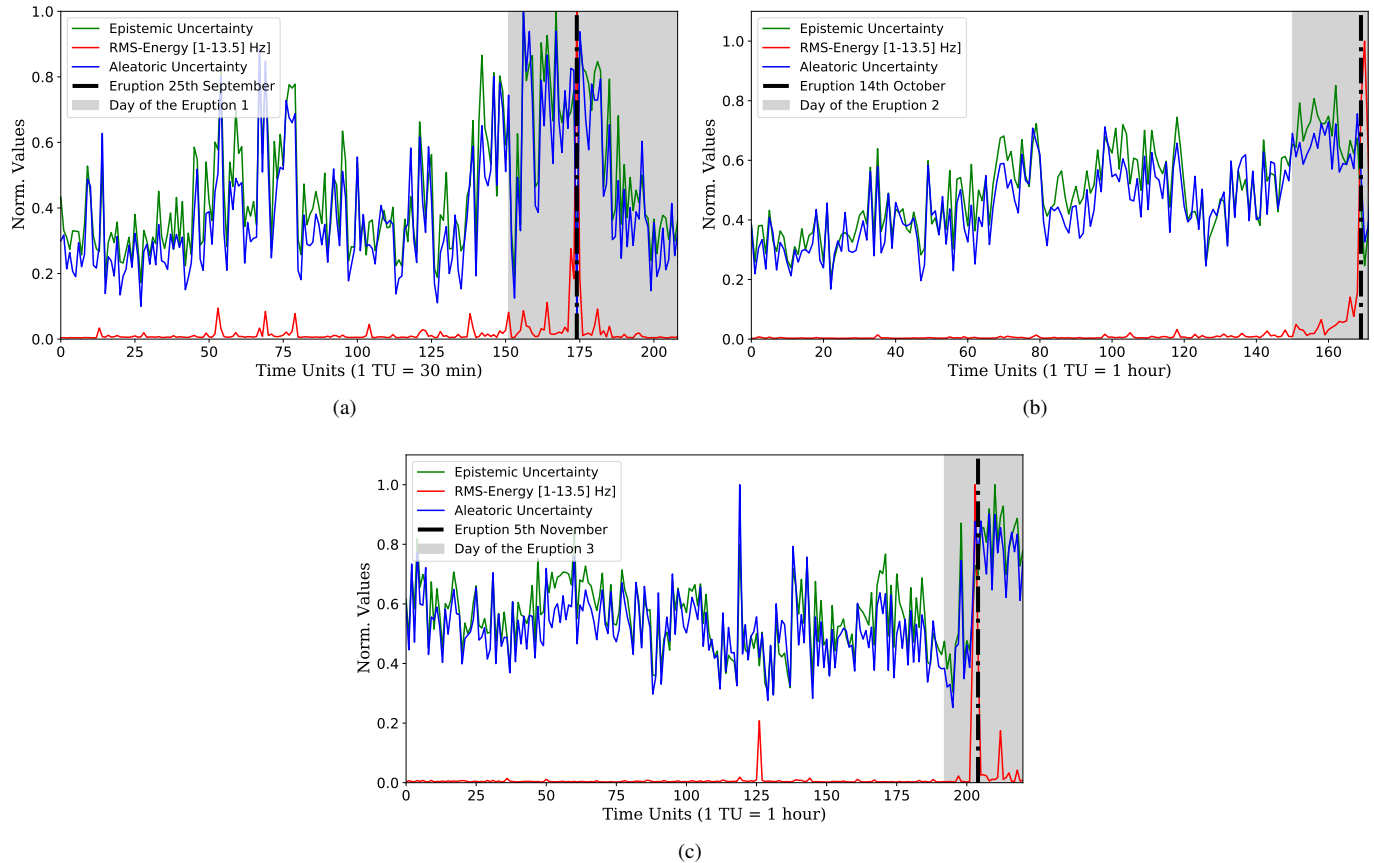 Epistemic Uncertainty
RMS-Energy [1-13.5] Hz
Aleatoric Uncertainty
Eruption 25th September
Day of the Eruption 1
Norm. Values
1.0
0.8
0.6
0.4
0.2
0.0
0 25 50 75 100 125 150 175 200
Time Units (1 TU = 30 min)
(a)
Epistemic Uncertainty
RMS-Energy [1-13.5] Hz
Aleatoric Uncertainty
Eruption 14th October
Day of the Eruption 2
Norm. Values
1.0
0.8
0.6
0.4
0.2
0.0
0 20 40 60 80 100 120 140 160
Time Units (1 TU = 1 hour)
(b)
Epistemic Uncertainty
RMS-Energy [1-13.5] Hz
Aleatoric Uncertainty
Eruption 5th November
Day of the Eruption 3
Norm. Values
1.0
0.8
0.6
0.4
0.2
0.0
0 25 50 75 100 125 150 175 200
Time Units (1 TU = 1 hour)
(c)